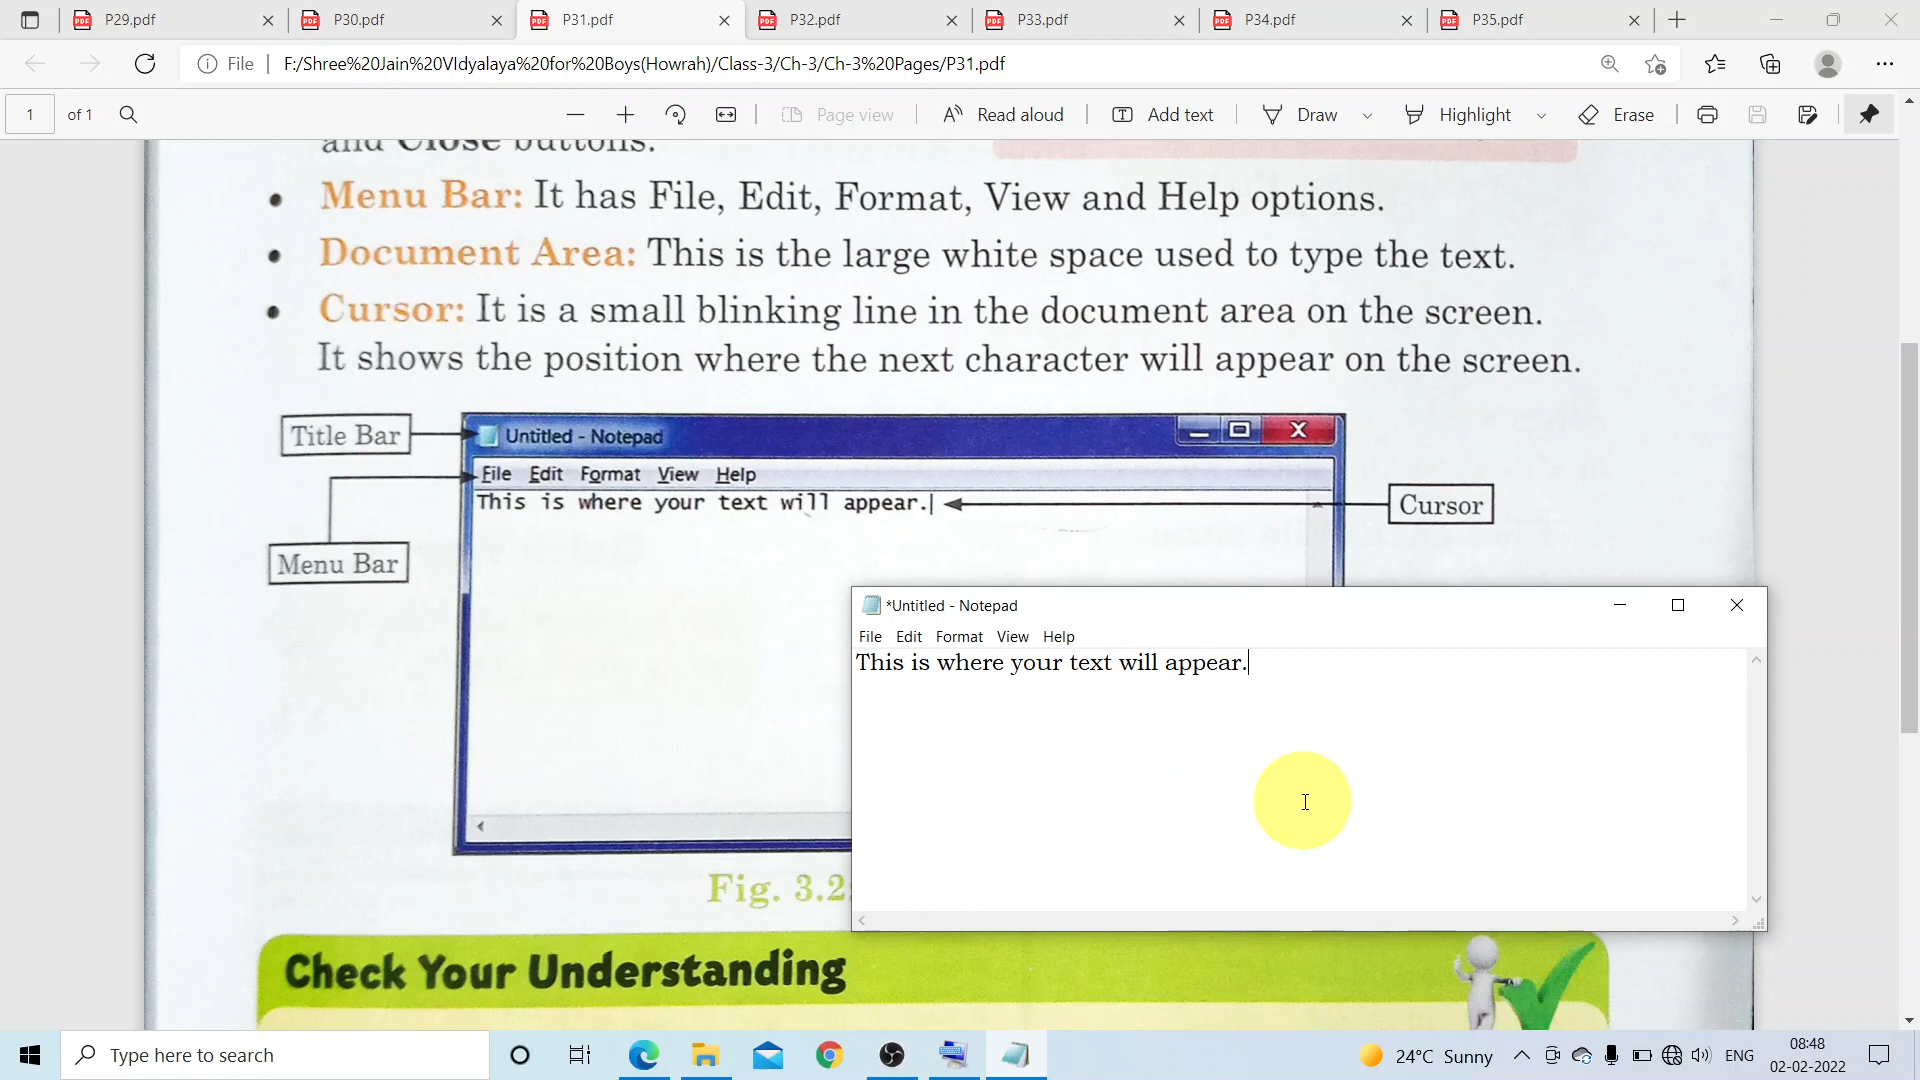 P29.pdf
P30.pdf
P31.pdf
P32.pdf
P33.pdf
P34.pdf
P35.pdf
File
F:/Shree%20Jain%20VIdyalaya%20for%20Boys(Howrah)/Class-3/Ch-3/Ch-3%20Pages/P31.pdf
1 of 1
Page view
Read aloud
Add text
Draw
Highlight
Erase
and Close buttons.
• Menu Bar: It has File, Edit, Format, View and Help options.
• Document Area: This is the large white space used to type the text.
• Cursor: It is a small blinking line in the document area on the screen.
It shows the position where the next character will appear on the screen.
Title Bar
Untitled - Notepad
File Edit Format View Help
This is where your text will appear.
Cursor
Menu Bar
*Untitled - Notepad
File Edit Format View Help
This is where your text will appear.
Fig. 3.2:
Check Your Understanding
Type here to search
24°C Sunny
ENG
08:48
02-02-2022